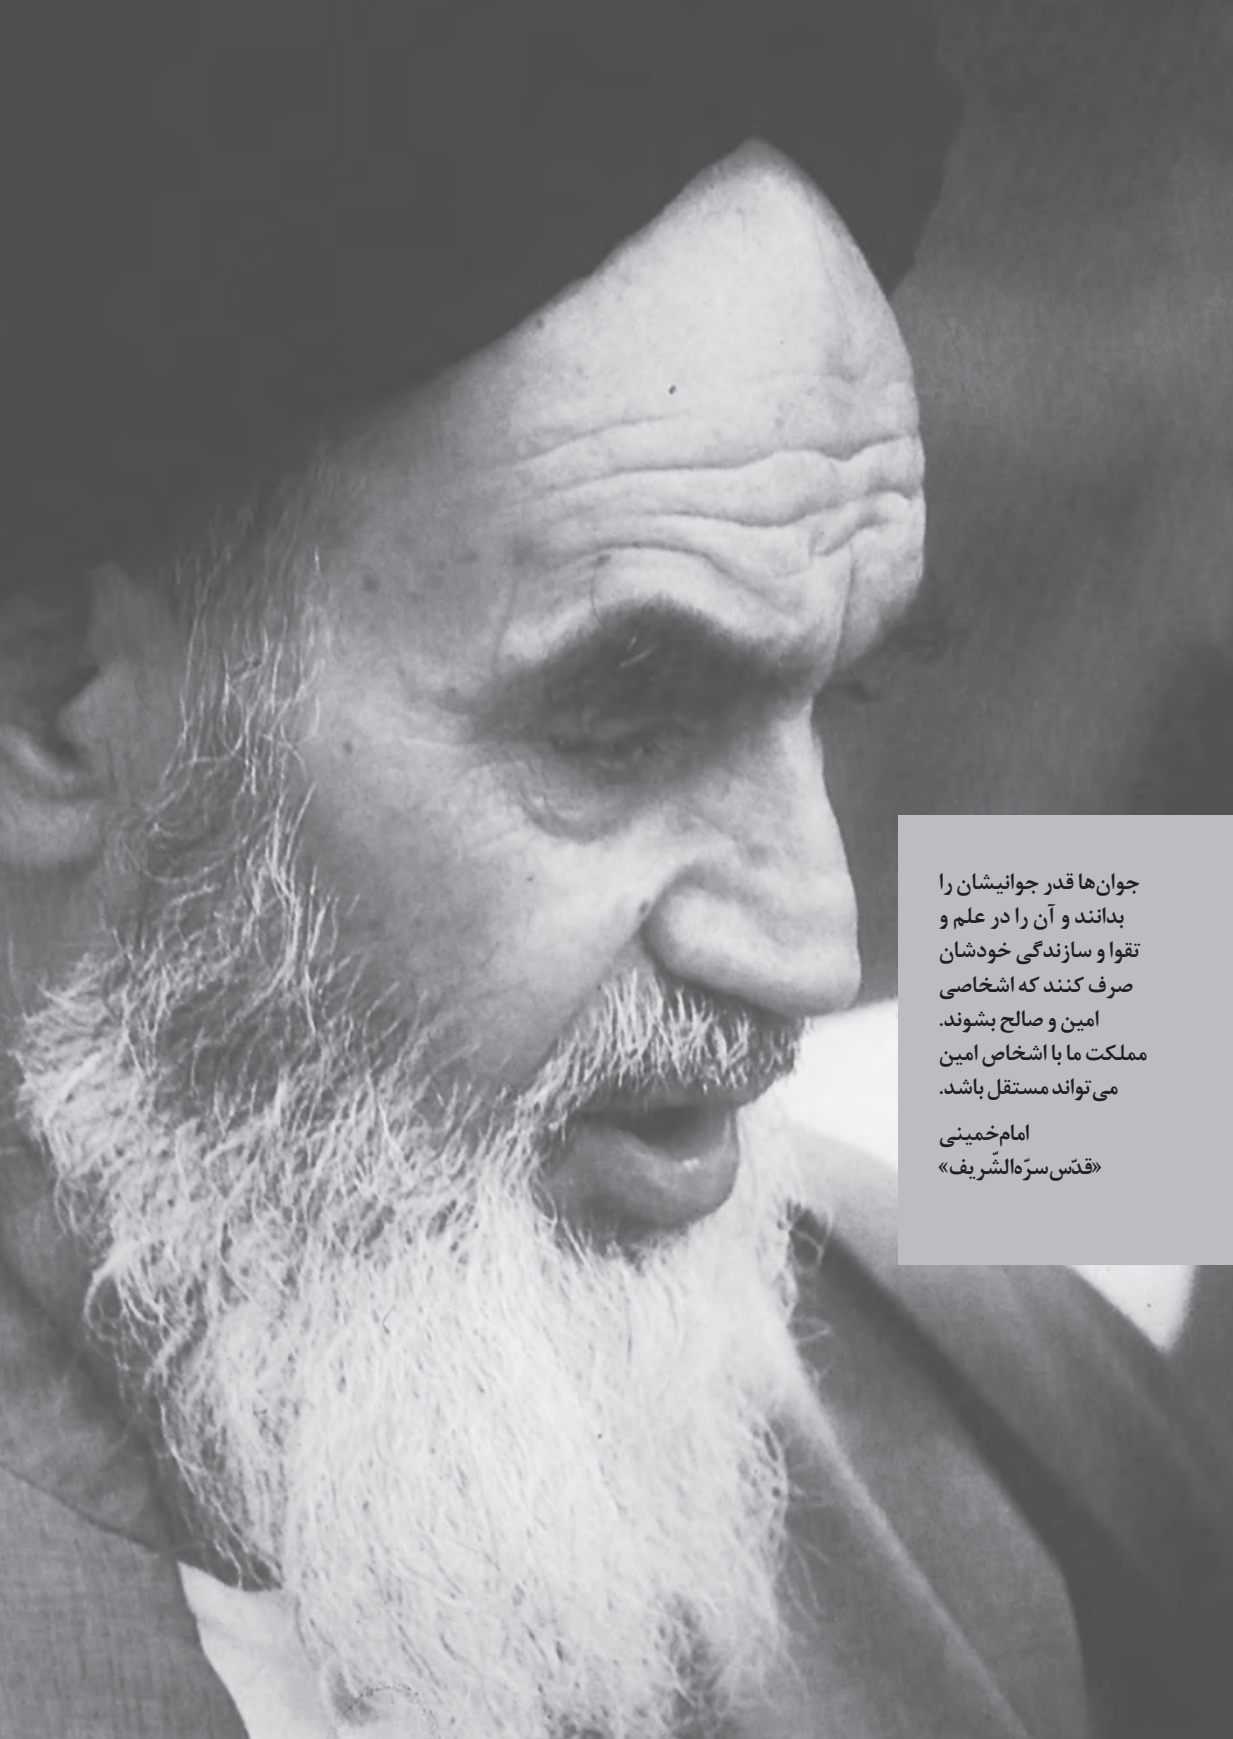 جوان‌ها قدر جوانیشان را
بدانند و آن را در علم و
تقوا و سازندگی خودشان
صرف کنند که اشخاصی
امین و صالح بشوند.
مملکت ما با اشخاص امین
می‌تواند مستقل باشد.
امام‌خمینی
«قدّس‌سرّه‌الشّریف»